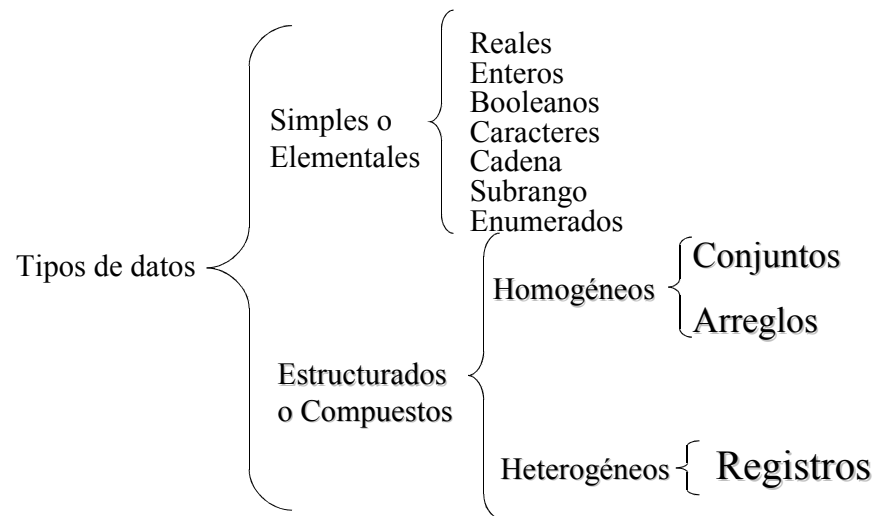 Tipos de datos
Simples o
Elementales
Reales
Enteros
Booleanos
Caracteres
Cadena
Subrango
Enumerados
Estructurados
o Compuestos
Homogéneos
Conjuntos
Arreglos
Heterogéneos
Registros